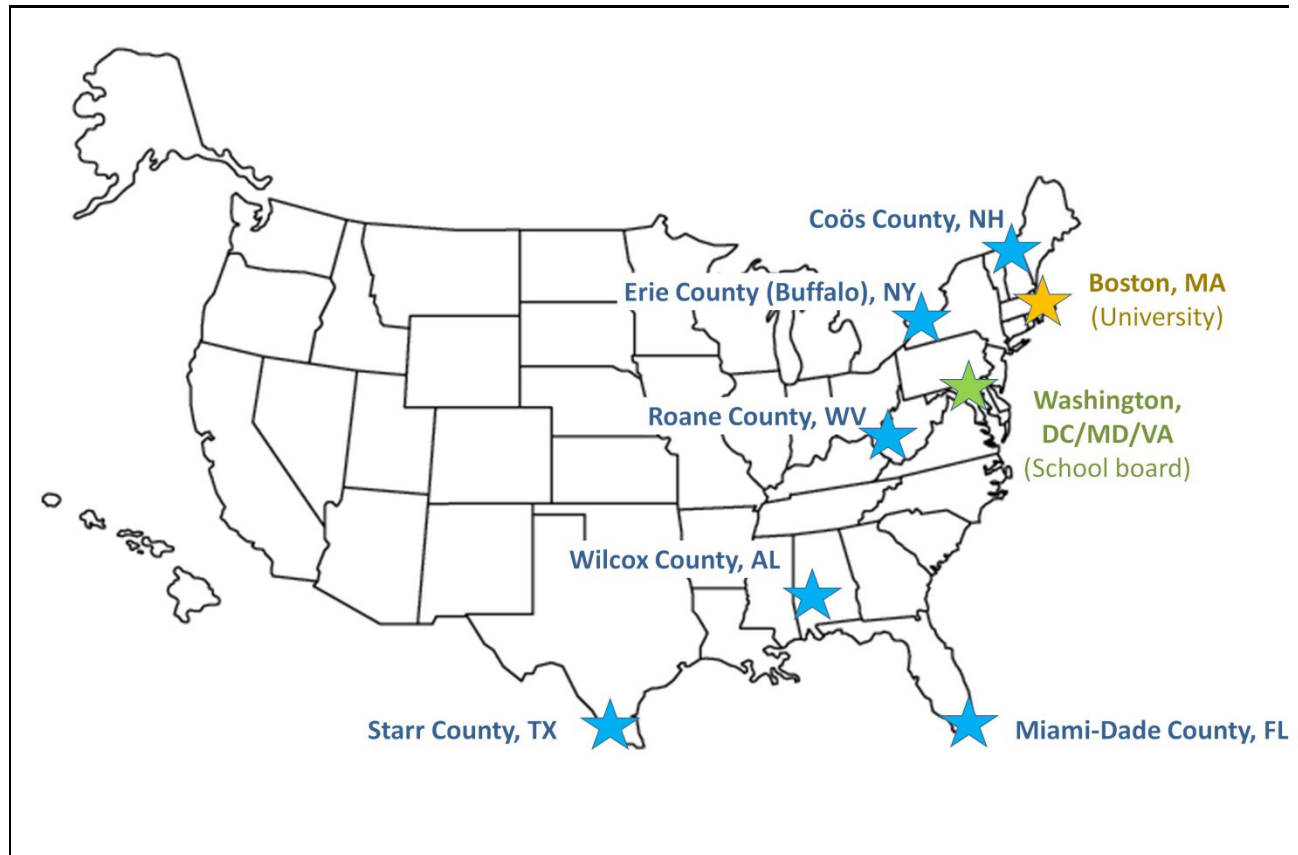 Coös County, NH
Erie County (Buffalo), NY
Boston, MA
(University)
Roane County, WV
Washington,
DC/MD/VA
(School board)
Wilcox County, AL
Starr County, TX
Miami-Dade County, FL